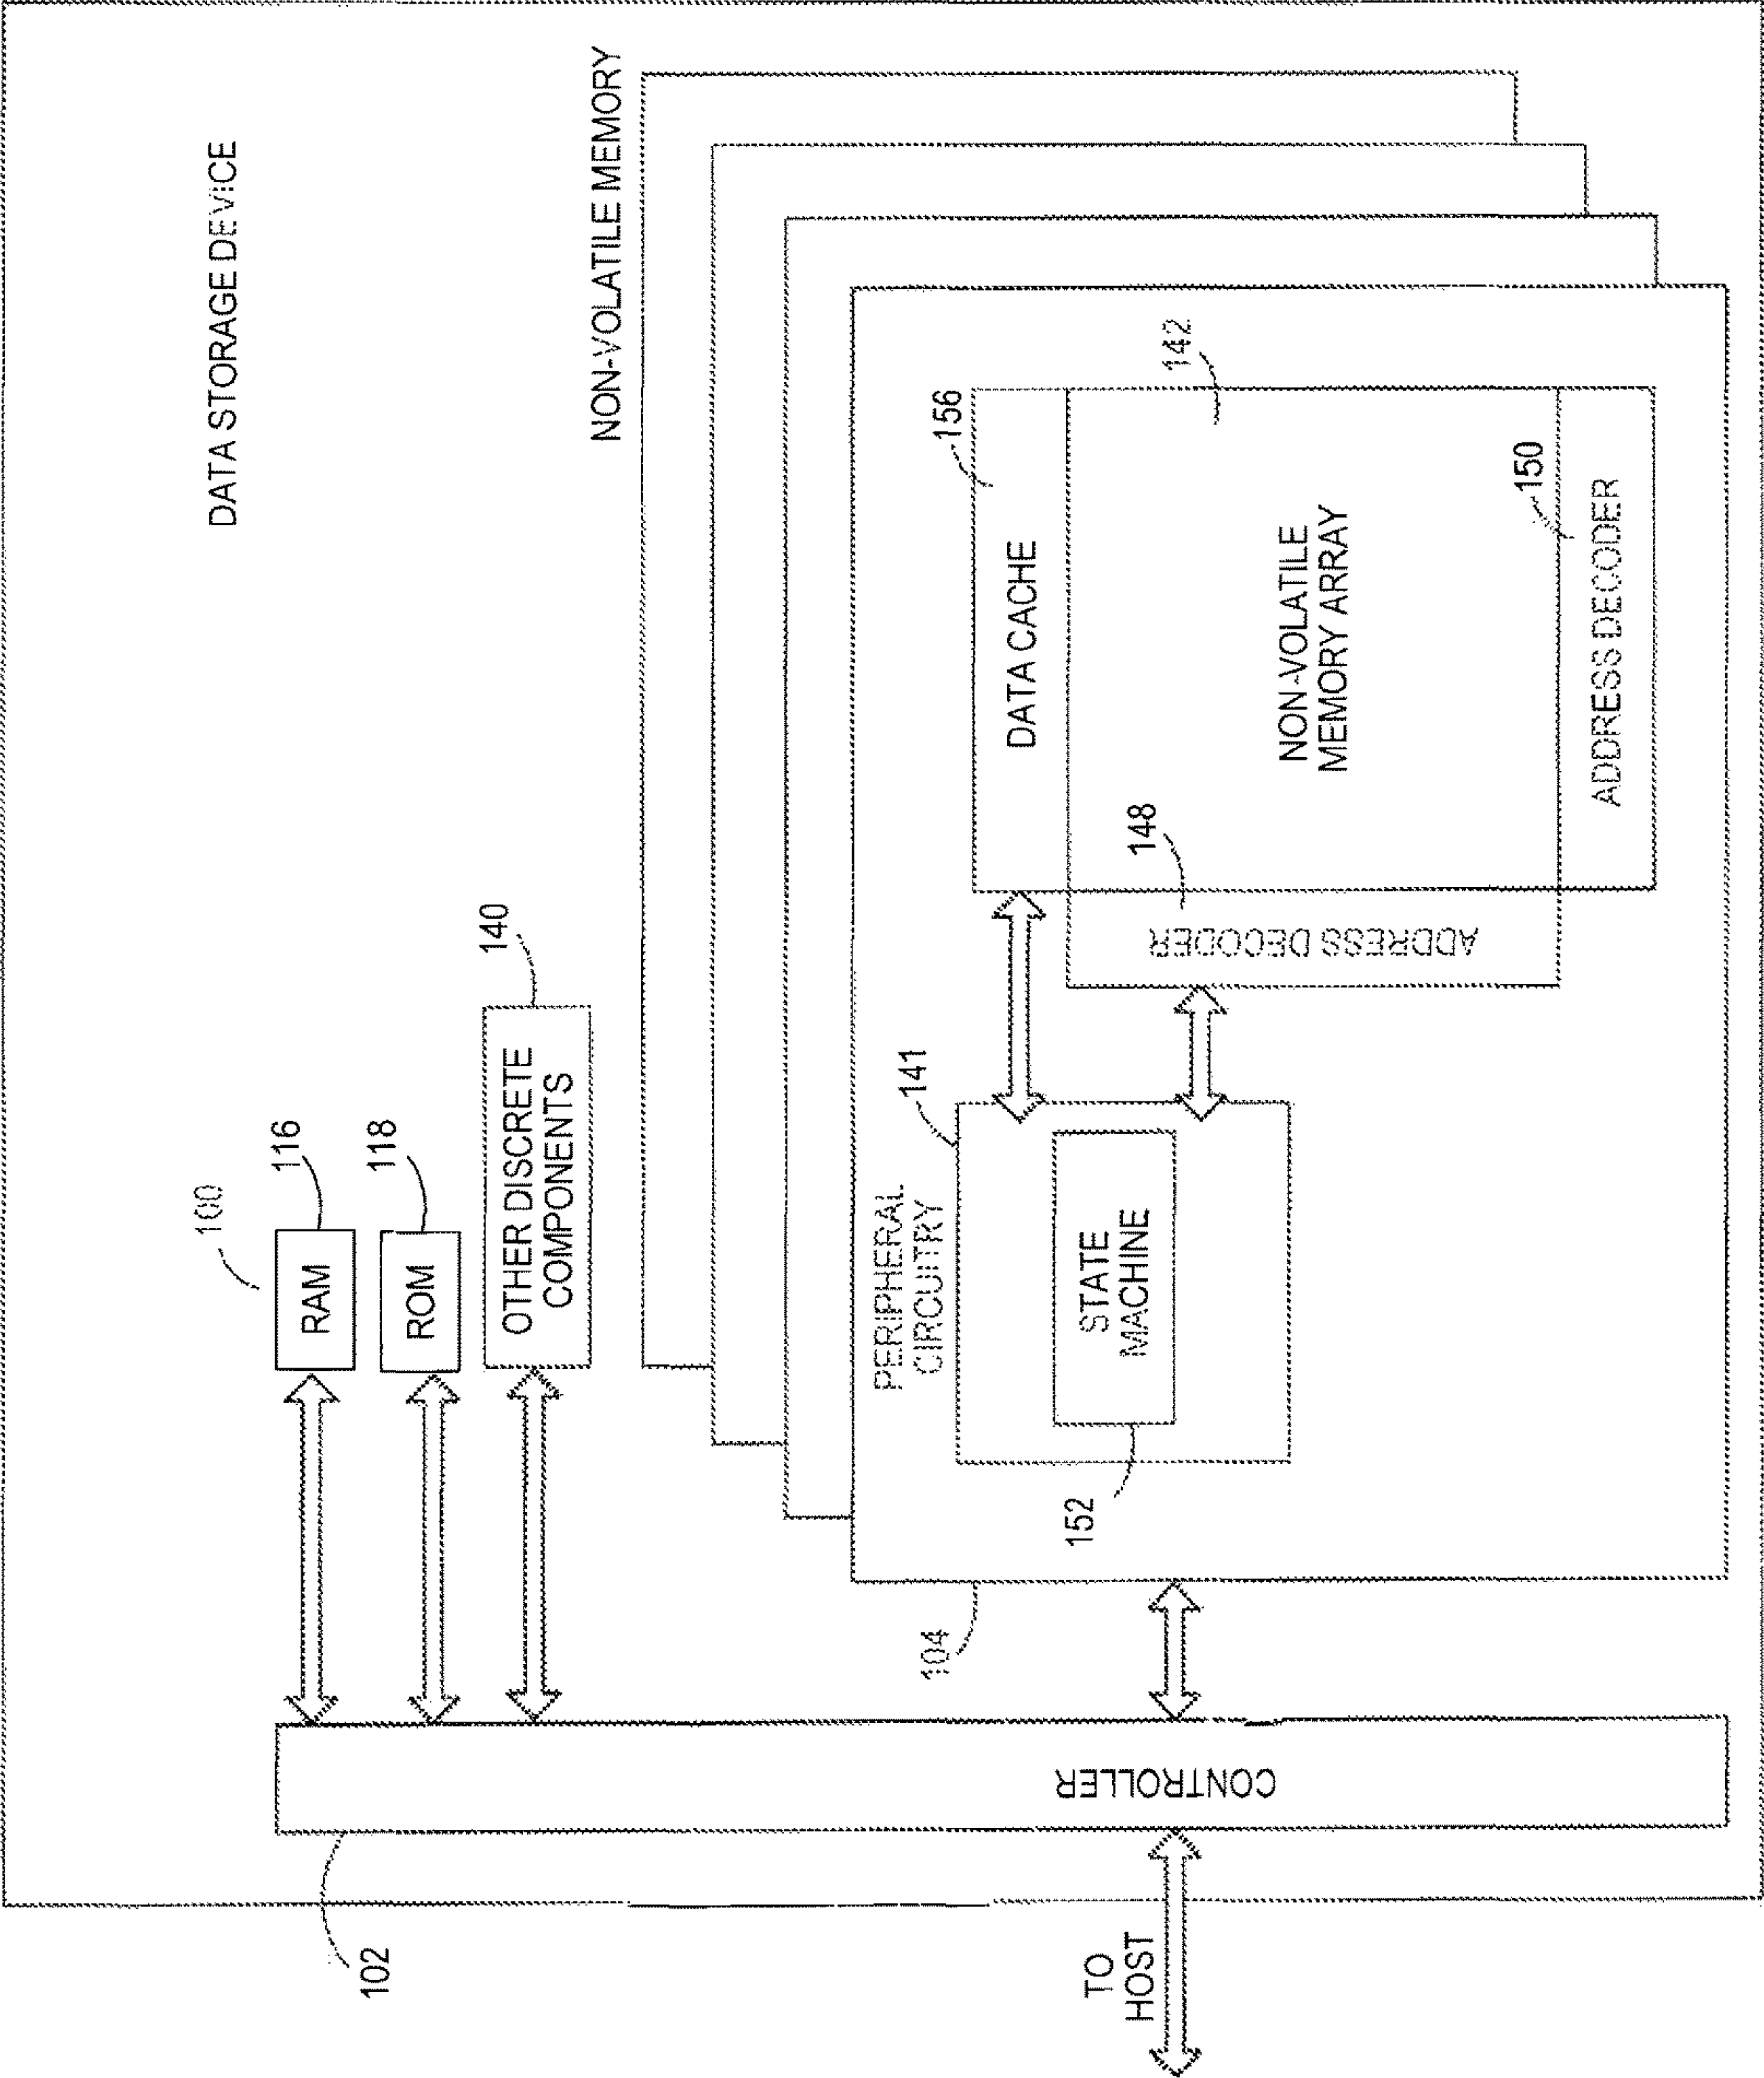 DATA STORAGE DEVICE
100
RAM
116
ROM
118
OTHER DISCRETE
COMPONENTS
140
NON-VOLATILE MEMORY
102
CONTROLLER
TO
HOST
104
PERIPHERAL
CIRCUITRY
141
STATE
MACHINE
152
DATA CACHE
156
ADDRESS DECODER
148
NON-VOLATILE
MEMORY ARRAY
142
ADDRESS DECODER
150